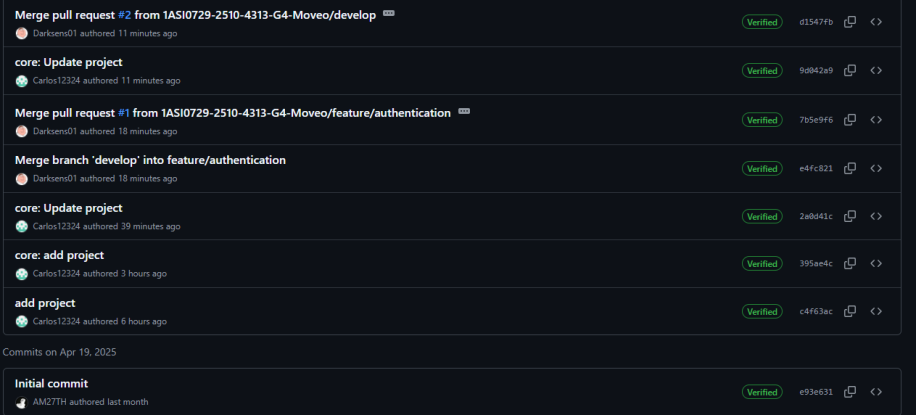 Merge pull request #2 from 1ASI0729-2510-4313-G4-Moveo/develop
Verified d1547fb
Darksens01 authored 11 minutes ago
core: Update project
Verified 9d042a9
Carlos12324 authored 11 minutes ago
Merge pull request #1 from 1ASI0729-2510-4313-G4-Moveo/feature/authentication
Verified 7b5e9f6
Darksens01 authored 18 minutes ago
Merge branch 'develop' into feature/authentication
Verified e4fc821
Darksens01 authored 18 minutes ago
core: Update project
Verified 2a0d41c
Carlos12324 authored 39 minutes ago
core: add project
Verified 395ae4c
Carlos12324 authored 3 hours ago
add project
Verified c4f63ac
Carlos12324 authored 6 hours ago
Commits on Apr 19, 2025
Initial commit
Verified e93e631
AM27TH authored last month